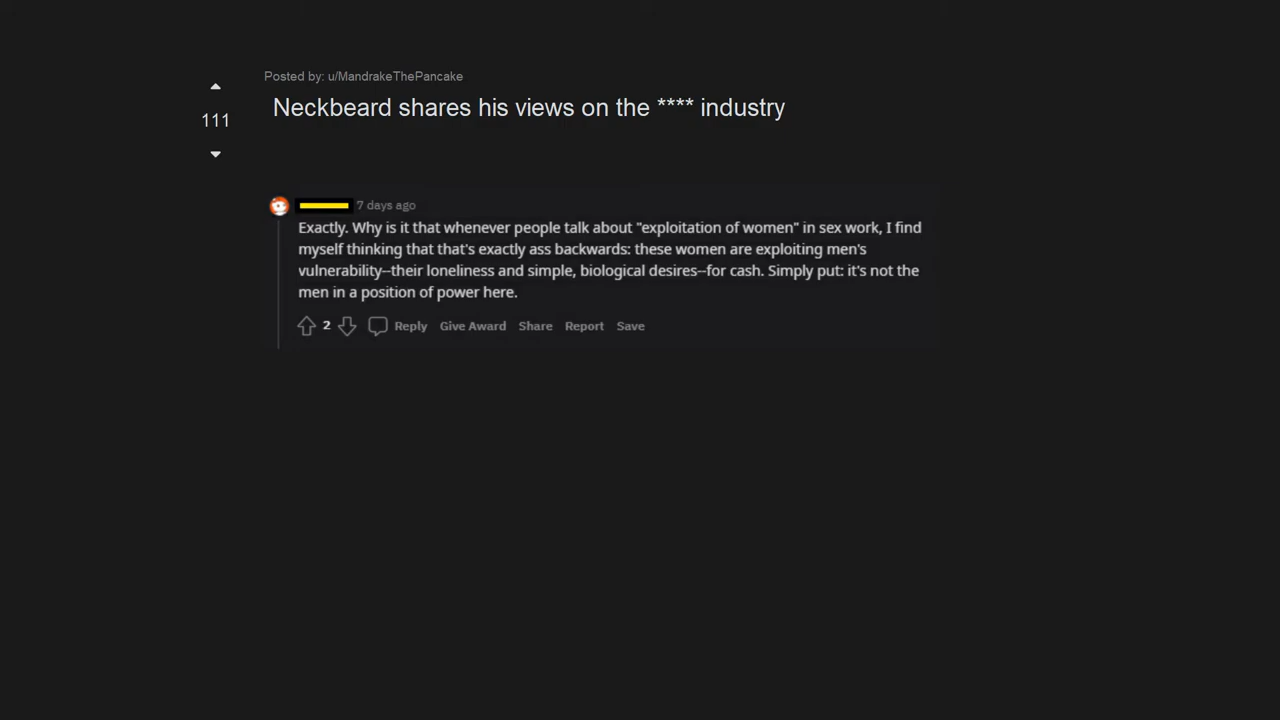 Posted by: u/MandrakeThePancake
111
Neckbeard shares his views on the **** industry
7 days ago
Exactly. Why is it that whenever people talk about "exploitation of women" in sex work, I find
myself thinking that that's exactly ass backwards: these women are exploiting men's
vulnerability--their loneliness and simple, biological desires--for cash. Simply put: it's not the
men in a position of power here.
2 Reply Give Award Share Report Save